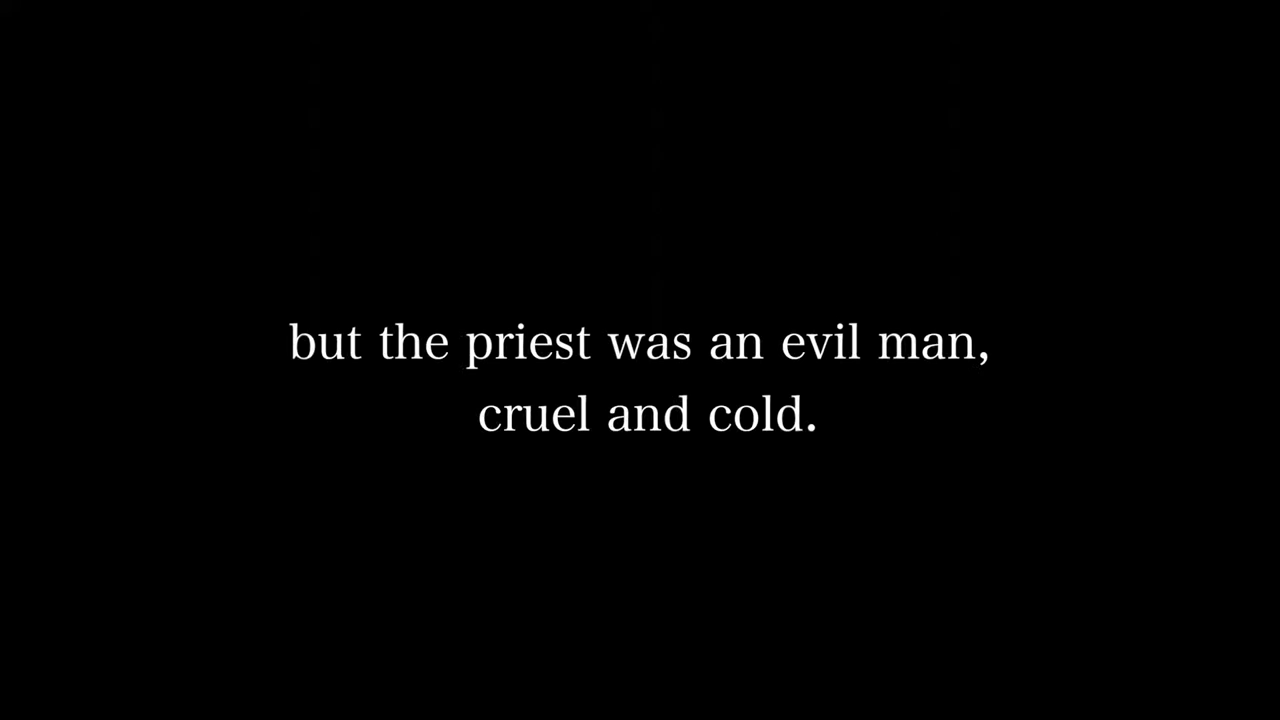 but the priest was an evil man,
cruel and cold.